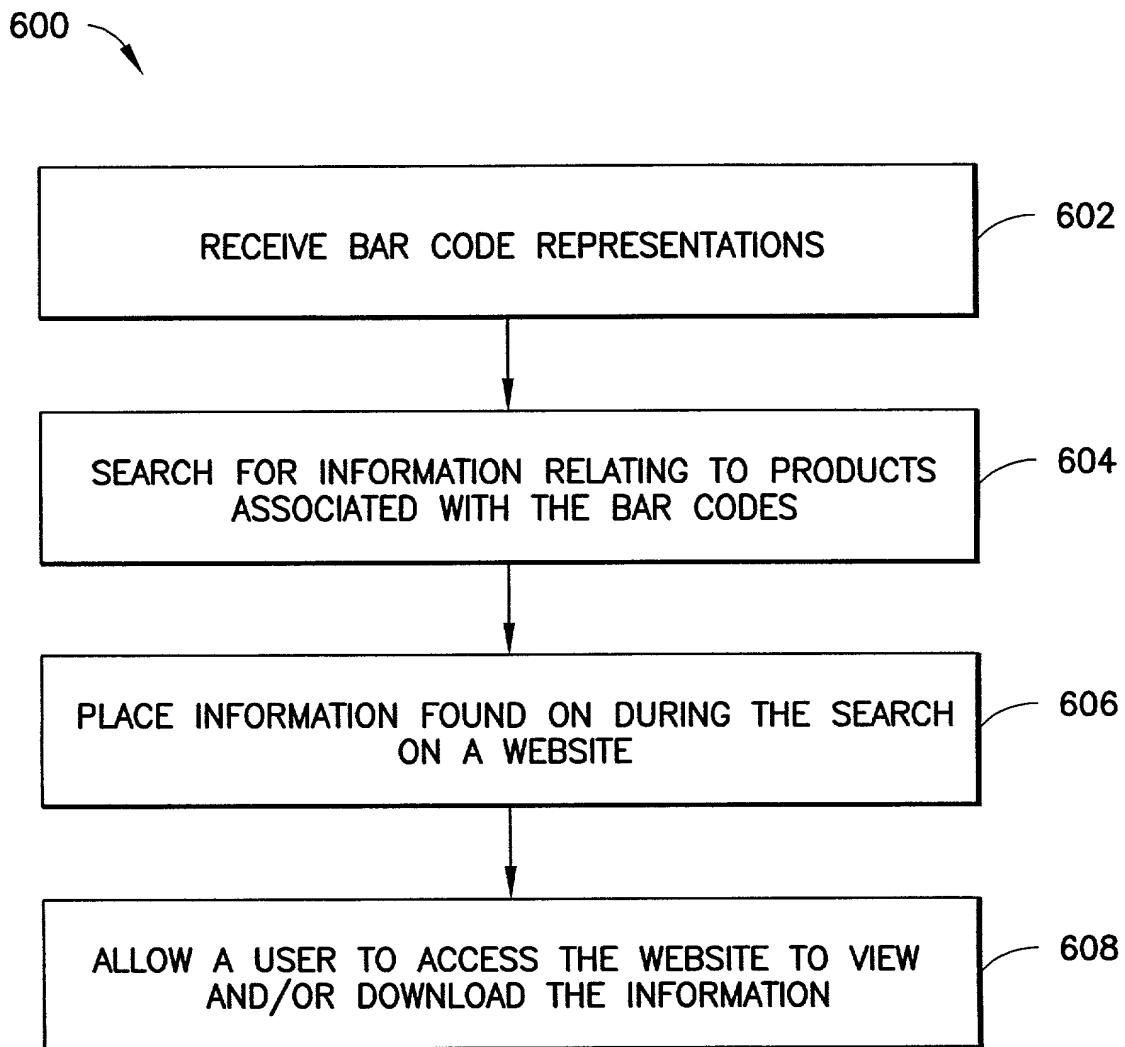 600
RECEIVE BAR CODE REPRESENTATIONS
602
SEARCH FOR INFORMATION RELATING TO PRODUCTS
ASSOCIATED WITH THE BAR CODES
604
PLACE INFORMATION FOUND ON DURING THE SEARCH
ON A WEBSITE
606
ALLOW A USER TO ACCESS THE WEBSITE TO VIEW
AND/OR DOWNLOAD THE INFORMATION
608